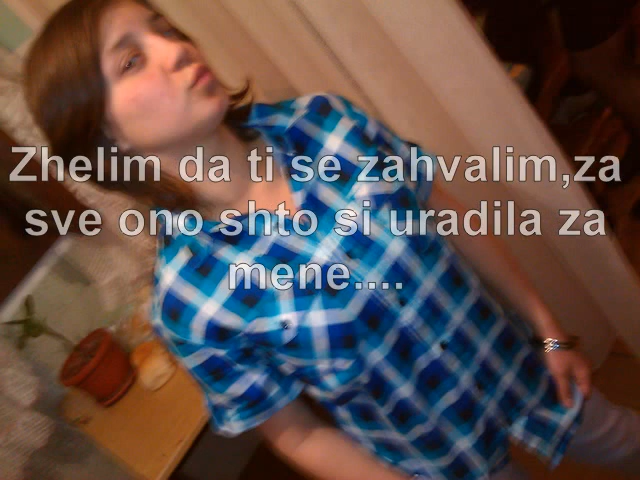 Zhelim da ti se zahvalim,za
sve ono shto si uradila za
mene....